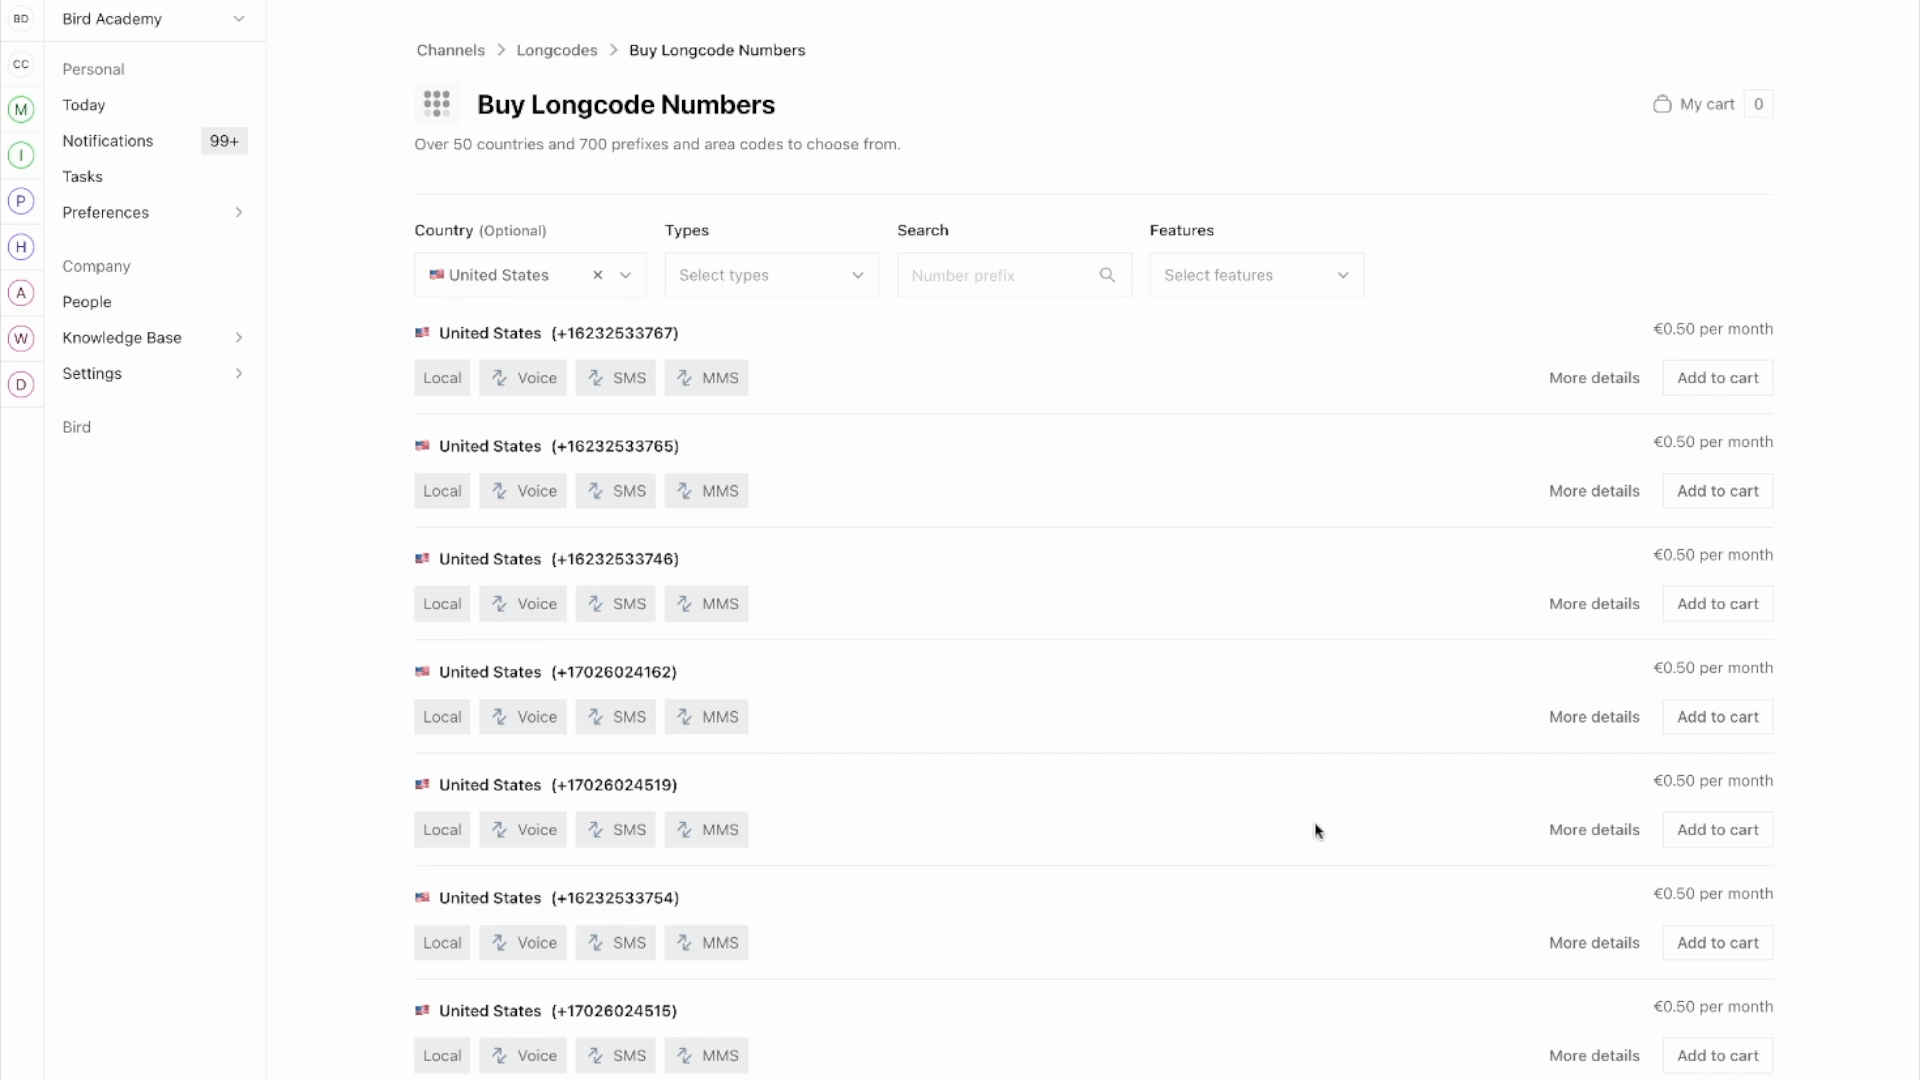 BD
Bird Academy
CC
Personal
M
Today
Notifications 99+
I
Tasks
P
Preferences
H
Company
A
People
W
Knowledge Base
Settings
D
Bird
Channels > Longcodes > Buy Longcode Numbers
Buy Longcode Numbers
My cart 0
Over 50 countries and 700 prefixes and area codes to choose from.
Country (Optional) Types Search Features
United States Select types Number prefix Select features
United States (+16232533767) €0.50 per month
Local Voice SMS MMS More details Add to cart
United States (+16232533765) €0.50 per month
Local Voice SMS MMS More details Add to cart
United States (+16232533746) €0.50 per month
Local Voice SMS MMS More details Add to cart
United States (+17026024162) €0.50 per month
Local Voice SMS MMS More details Add to cart
United States (+17026024519) €0.50 per month
Local Voice SMS MMS More details Add to cart
United States (+16232533754) €0.50 per month
Local Voice SMS MMS More details Add to cart
United States (+17026024515) €0.50 per month
Local Voice SMS MMS More details Add to cart